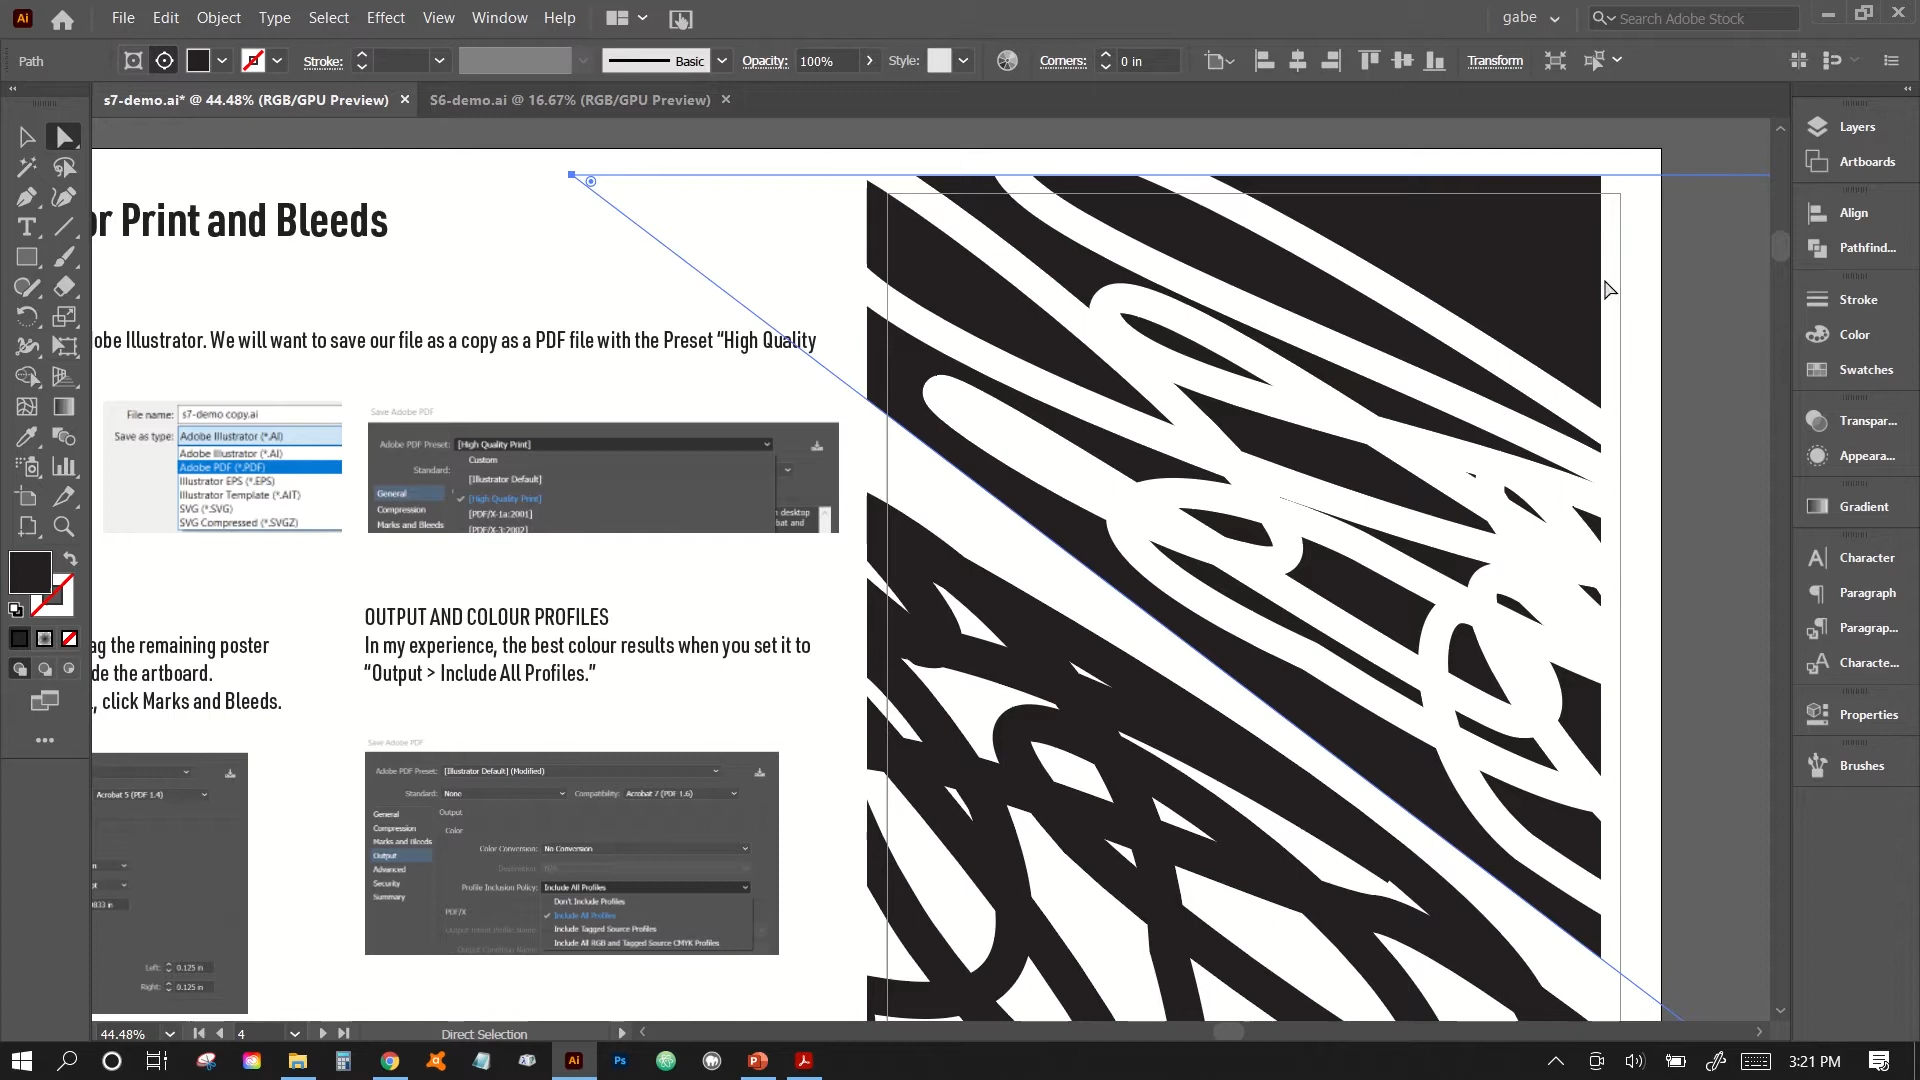 Ai
File Edit Object Type Select Effect View Window Help
gabe
Search Adobe Stock
Path
Stroke:
Basic
Opacity:
100%
Style:
Corners:
0 in
Transform
s7-demo.ai* @ 44.48% (RGB/GPU Preview)
S6-demo.ai @ 16.67% (RGB/GPU Preview)
or Print and Bleeds
obe Illustrator. We will want to save our file as a copy as a PDF file with the Preset “High Quality
File name: s7-demo copy.ai
Save as type: Adobe Illustrator (*.AI)
Adobe Illustrator (*.AI)
Adobe PDF (*.PDF)
Illustrator EPS (*.EPS)
Illustrator Template (*.AIT)
SVG (*.SVG)
SVG Compressed (*.SVGZ)
Save Adobe PDF
Adobe PDF Preset: [High Quality Print]
Custom
Standard:
[Illustrator Default]
General
[High Quality Print]
Compression
[PDF/X-1a:2001]
Marks and Bleeds
[PDF/X-3:2002]
desktop
bat and
ag the remaining poster
de the artboard.
, click Marks and Bleeds.
OUTPUT AND COLOUR PROFILES
In my experience, the best colour results when you set it to
“Output > Include All Profiles.”
Acrobat 5 (PDF 1.4)
Left: 0.125 in
Right: 0.125 in
Save Adobe PDF
Adobe PDF Preset: [Illustrator Default] (Modified)
Standard: None
Compatibility: Acrobat 7 (PDF 1.6)
General
Compression
Marks and Bleeds
Output
Advanced
Security
Summary
Output
Color
Color Conversion: No Conversion
Profile Inclusion Policy: Include All Profiles
Don't Include Profiles
Include All Profiles
PDF/X
Include Tagged Source Profiles
Include All RGB and Tagged Source CMYK Profiles
Layers
Artboards
Align
Pathfind...
Stroke
Color
Swatches
Transpar...
Appeara...
Gradient
Character
Paragraph
Paragrap...
Characte...
Properties
Brushes
44.48%
4
Direct Selection
Ai
Ps
3:21 PM